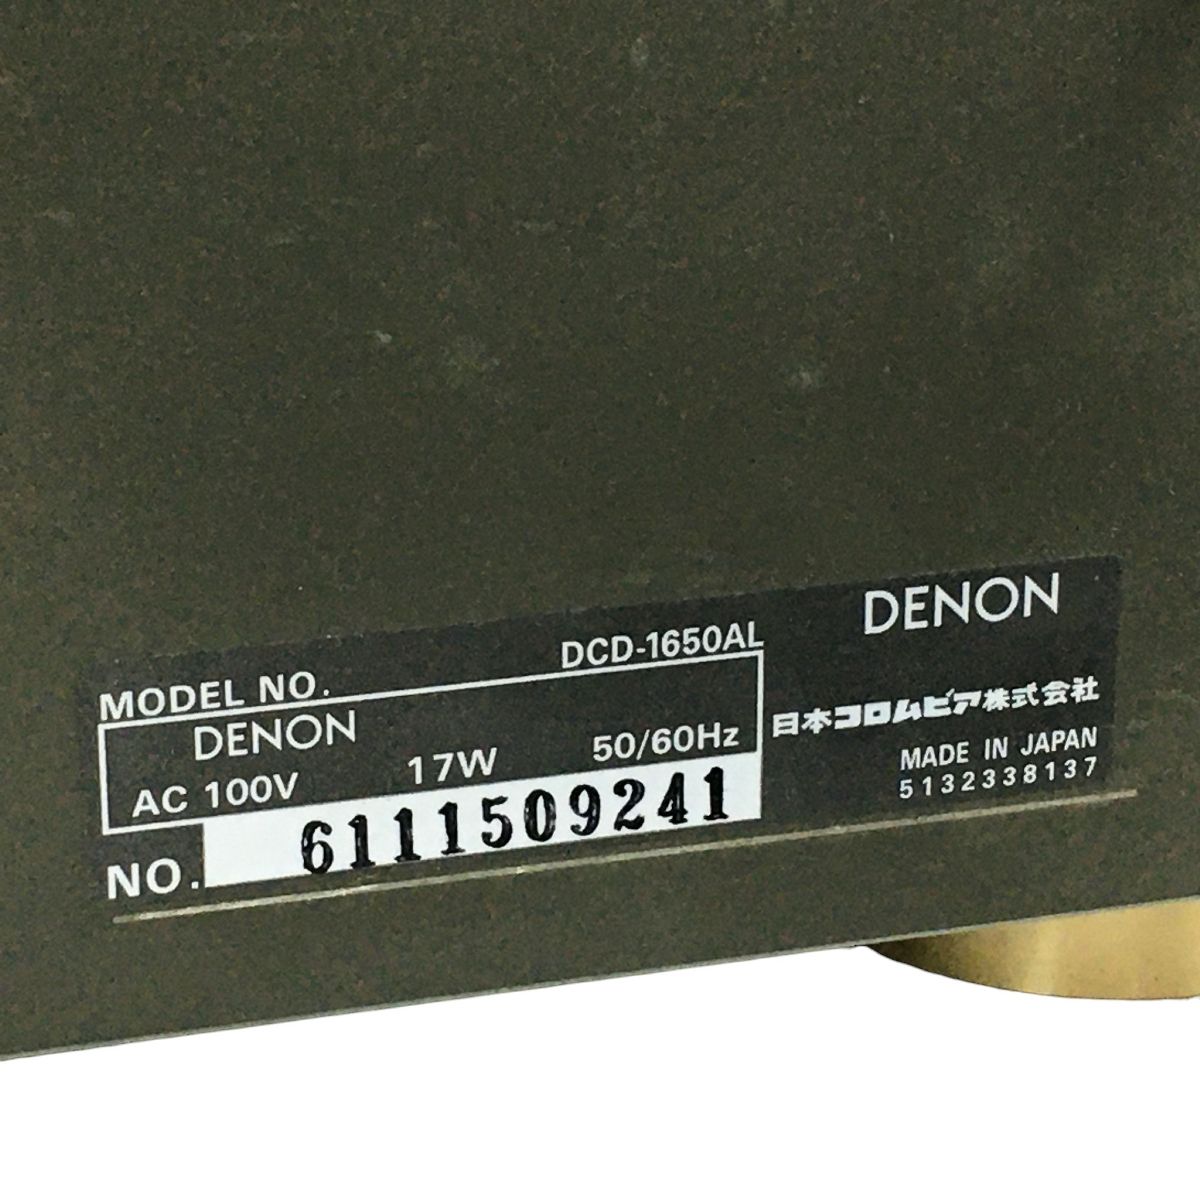 MODEL NO. DCD-1650AL
DENON
AC 100V 17W 50/60Hz
NO. 6111509241
DENON
日本コロムビア株式会社
MADE IN JAPAN
5132338137